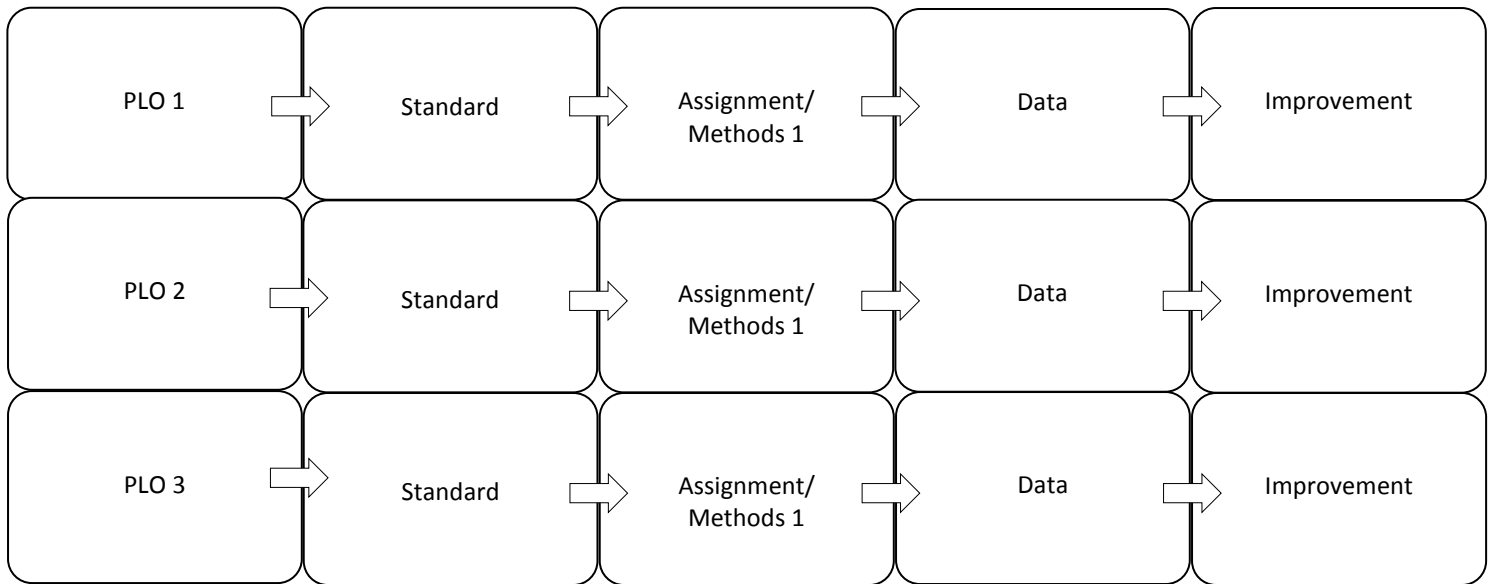 PLO 1
Standard
Assignment/
Methods 1
Data
Improvement
PLO 2
Standard
Assignment/
Methods 1
Data
Improvement
PLO 3
Standard
Assignment/
Methods 1
Data
Improvement